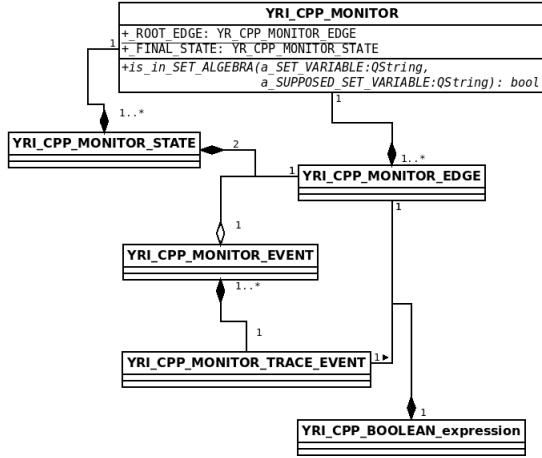 YRI_CPP_MONITOR
+_ROOT_EDGE: YR_CPP_MONITOR_EDGE
+_FINAL_STATE: YR_CPP_MONITOR_STATE
+is_in_SET_ALGEBRA(a_SET_VARIABLE:QString,
a_SUPPOSED_SET_VARIABLE:QString): bool
1
1
1..*
YRI_CPP_MONITOR_STATE
2
1..*
1
YRI_CPP_MONITOR_EDGE
1
1
YRI_CPP_MONITOR_EVENT
1..*
1
YRI_CPP_MONITOR_TRACE_EVENT
1
1
YRI_CPP_BOOLEAN_expression